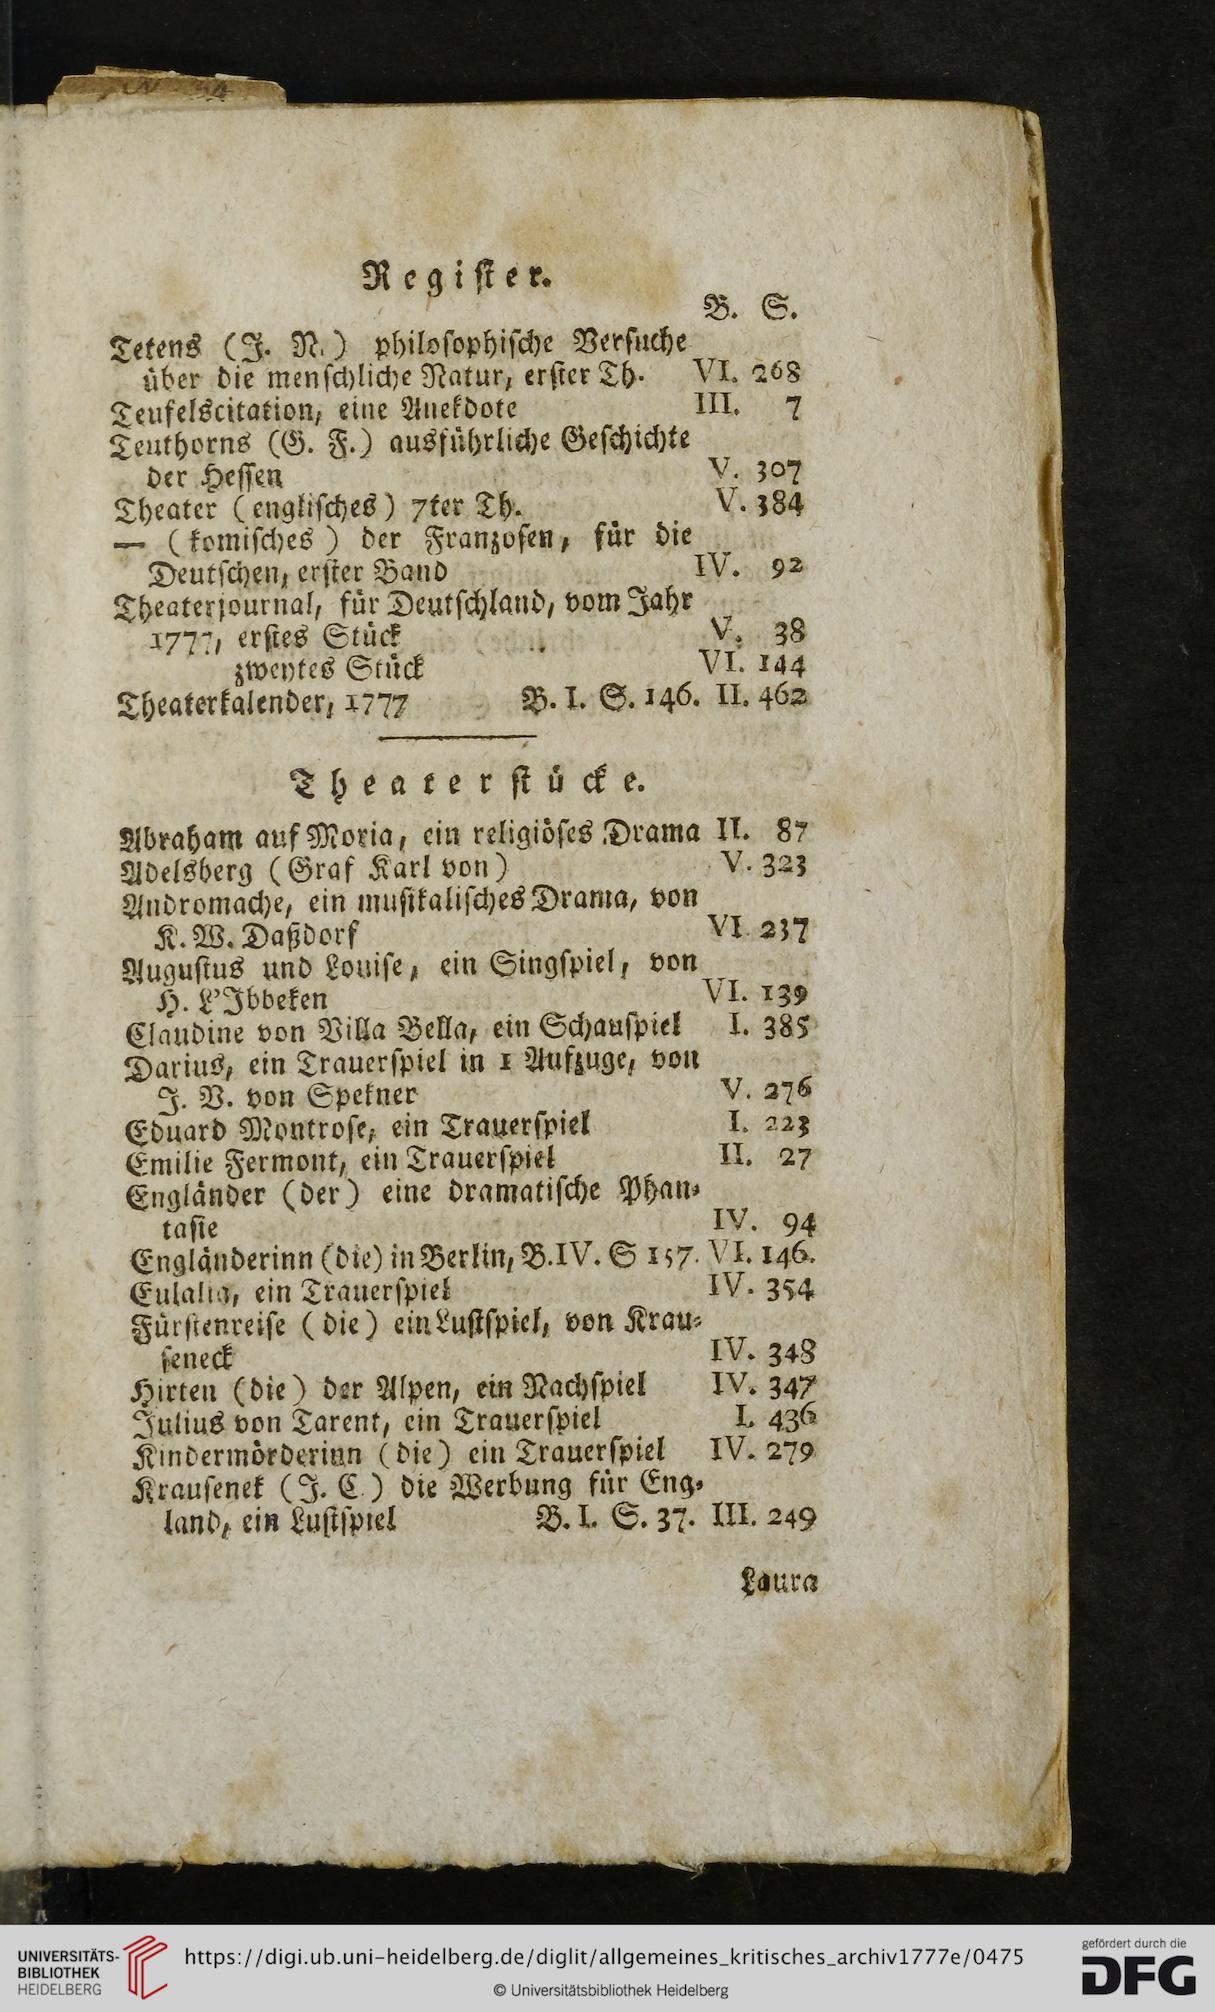 Regiſter.
B. S.
Tetens (J. N.) philoſophiſche Verſuche
über die menſchliche Natur, erſter Th. VI. 268
Teufelscitation, eine Anekdote III. 7
Teuthorns (G. F.) ausführliche Geſchichte
der Heſſen V. 307
Theater (engliſches) 7ter Th. V. 384
— (komiſches) der Franzoſen, für die
Deutſchen, erſter Band IV. 92
Theaterjournal, für Deutſchland, vom Jahr
1777, erſtes Stück V. 38
zweytes Stück VI. 144
Theaterkalender, 1777 B. I. S. 146. II. 462
Theaterſtücke.
Abraham auf Moria, ein religiöſes Drama II. 87
Adelsberg (Graf Karl von) V. 323
Andromache, ein muſikaliſches Drama, von
K. W. Daßdorf VI. 237
Auguſtus und Louiſe, ein Singſpiel, von
H. L'Ibbeken VI. 139
Claudine von Villa Bella, ein Schauſpiel I. 385
Darius, ein Trauerſpiel in 1 Aufzuge, von
J. V. von Spekner V. 276
Eduard Montroſe, ein Trauerſpiel I. 223
Emilie Fermont, ein Trauerſpiel II. 27
Engländer (der) eine dramatiſche Phan⸗
taſie IV. 94
Engländerinn (die) in Berlin, B. IV. S 157. VI. 146.
Eulalia, ein Trauerſpiel IV. 354
Fürſtenreiſe (die) ein Luſtſpiel, von Krau⸗
ſeneck IV. 348
Hirten (die) der Alpen, ein Nachſpiel IV. 347
Julius von Tarent, ein Trauerſpiel I. 436
Kindermörderinn (die) ein Trauerſpiel IV. 279
Krauſenek (J. C.) die Werbung für Eng⸗
land, ein Luſtſpiel B. I. S. 37. III. 249
Laura
UNIVERSITÄTS-
BIBLIOTHEK
HEIDELBERG
https://digi.ub.uni-heidelberg.de/diglit/allgemeines_kritisches_archiv1777e/0475
© Universitätsbibliothek Heidelberg
gefördert durch die
DFG